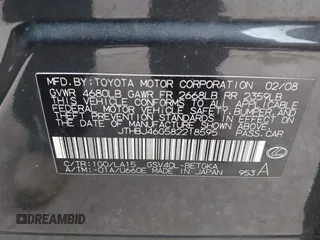 MFD. BY: TOYOTA MOTOR CORPORATION 02/08
GVWR 4680LB GAWR FR 2668LB RR 2359LB
THIS VEHICLE CONFORMS TO ALL APPLICABLE
FEDERAL MOTOR VEHICLE SAFETY, BUMPER, AND
THEFT PREVENTION STANDARDS IN EFFECT ON
THE DATE OF MANUFACTURE SHOWN ABOVE.
JTHBJ46G582218595 PASS.CAR
C/TR: 1G0/LA15 GSV40L-BETGKA
A/TM: -01A/U660E MADE IN JAPAN 953 A
DREAMBID